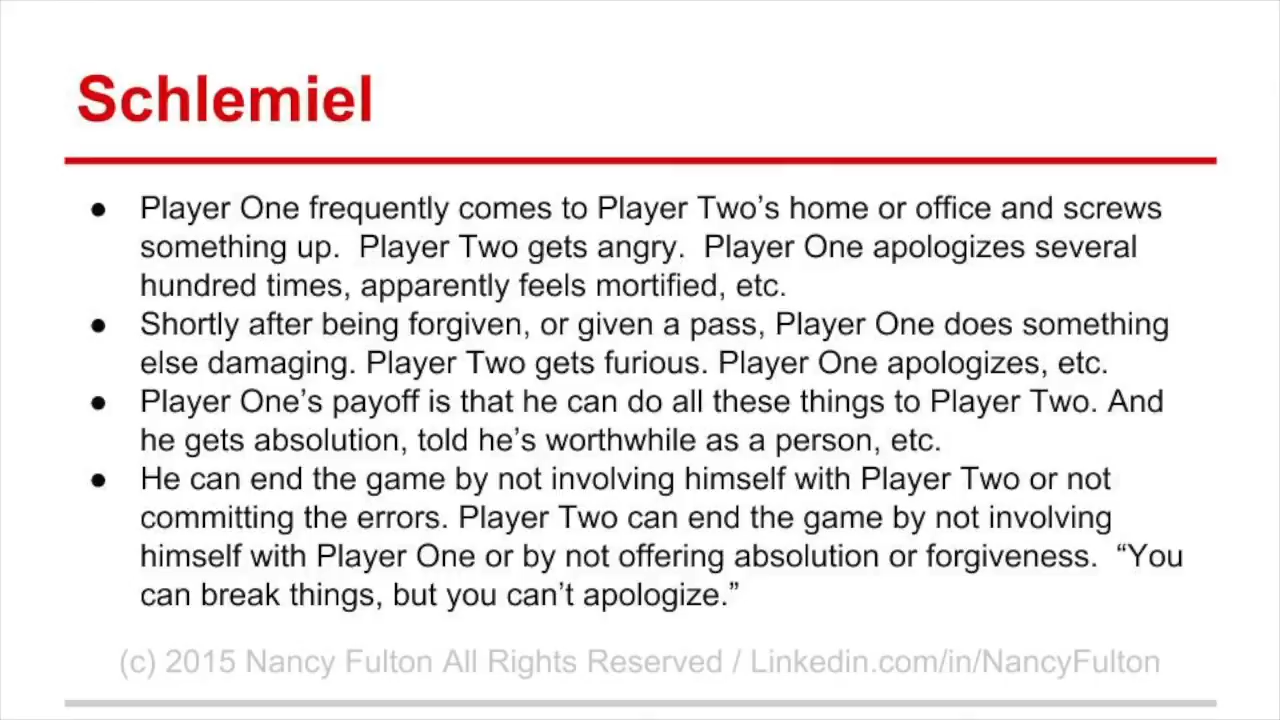 Schlemiel
● Player One frequently comes to Player Two’s home or office and screws
something up.  Player Two gets angry.  Player One apologizes several
hundred times, apparently feels mortified, etc.
● Shortly after being forgiven, or given a pass, Player One does something
else damaging. Player Two gets furious. Player One apologizes, etc.
● Player One’s payoff is that he can do all these things to Player Two. And
he gets absolution, told he’s worthwhile as a person, etc.
● He can end the game by not involving himself with Player Two or not
committing the errors. Player Two can end the game by not involving
himself with Player One or by not offering absolution or forgiveness.  “You
can break things, but you can’t apologize.”
(c) 2015 Nancy Fulton All Rights Reserved / Linkedin.com/in/NancyFulton